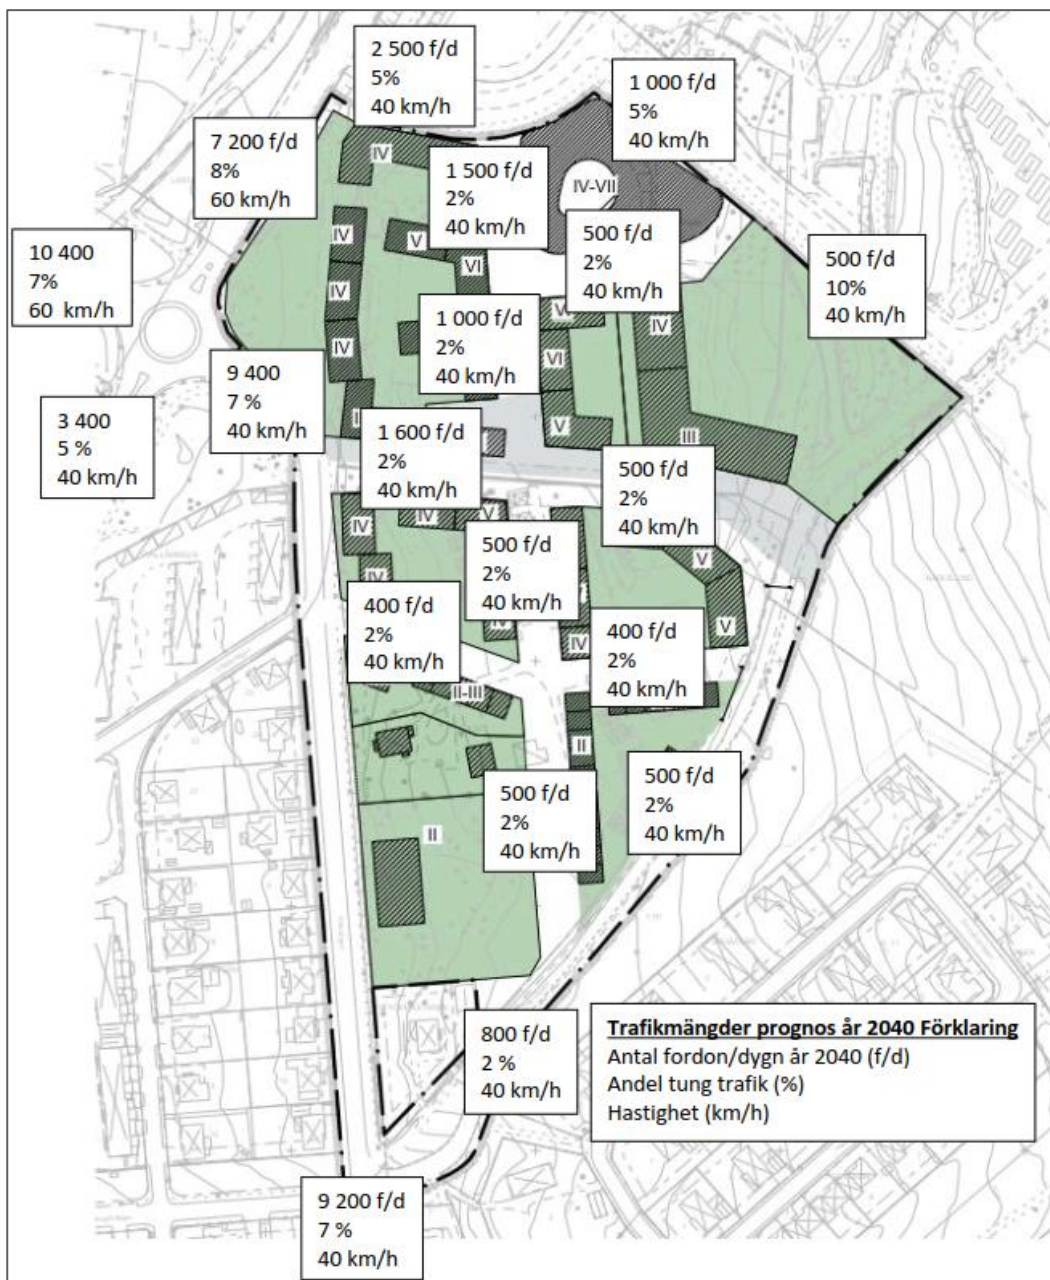 2 500 f/d
5%
40 km/h
1 000 f/d
5%
40 km/h
7 200 f/d
8%
60 km/h
IV
1 500 f/d
2%
40 km/h
IV-VII
IV
V
VI
500 f/d
2%
40 km/h
10 400
7%
60 km/h
500 f/d
10%
40 km/h
IV
1 000 f/d
2%
40 km/h
V
IV
IV
VI
9 400
7 %
40 km/h
3 400
5 %
40 km/h
1 600 f/d
2%
40 km/h
V
III
500 f/d
2%
40 km/h
IV
IV
V
500 f/d
2%
40 km/h
V
IV
400 f/d
2%
40 km/h
IV
IV
400 f/d
2%
40 km/h
V
II-III
II
500 f/d
2%
40 km/h
500 f/d
2%
40 km/h
II
800 f/d
2 %
40 km/h
Trafikmängder prognos år 2040 Förklaring
Antal fordon/dygn år 2040 (f/d)
Andel tung trafik (%)
Hastighet (km/h)
9 200 f/d
7 %
40 km/h